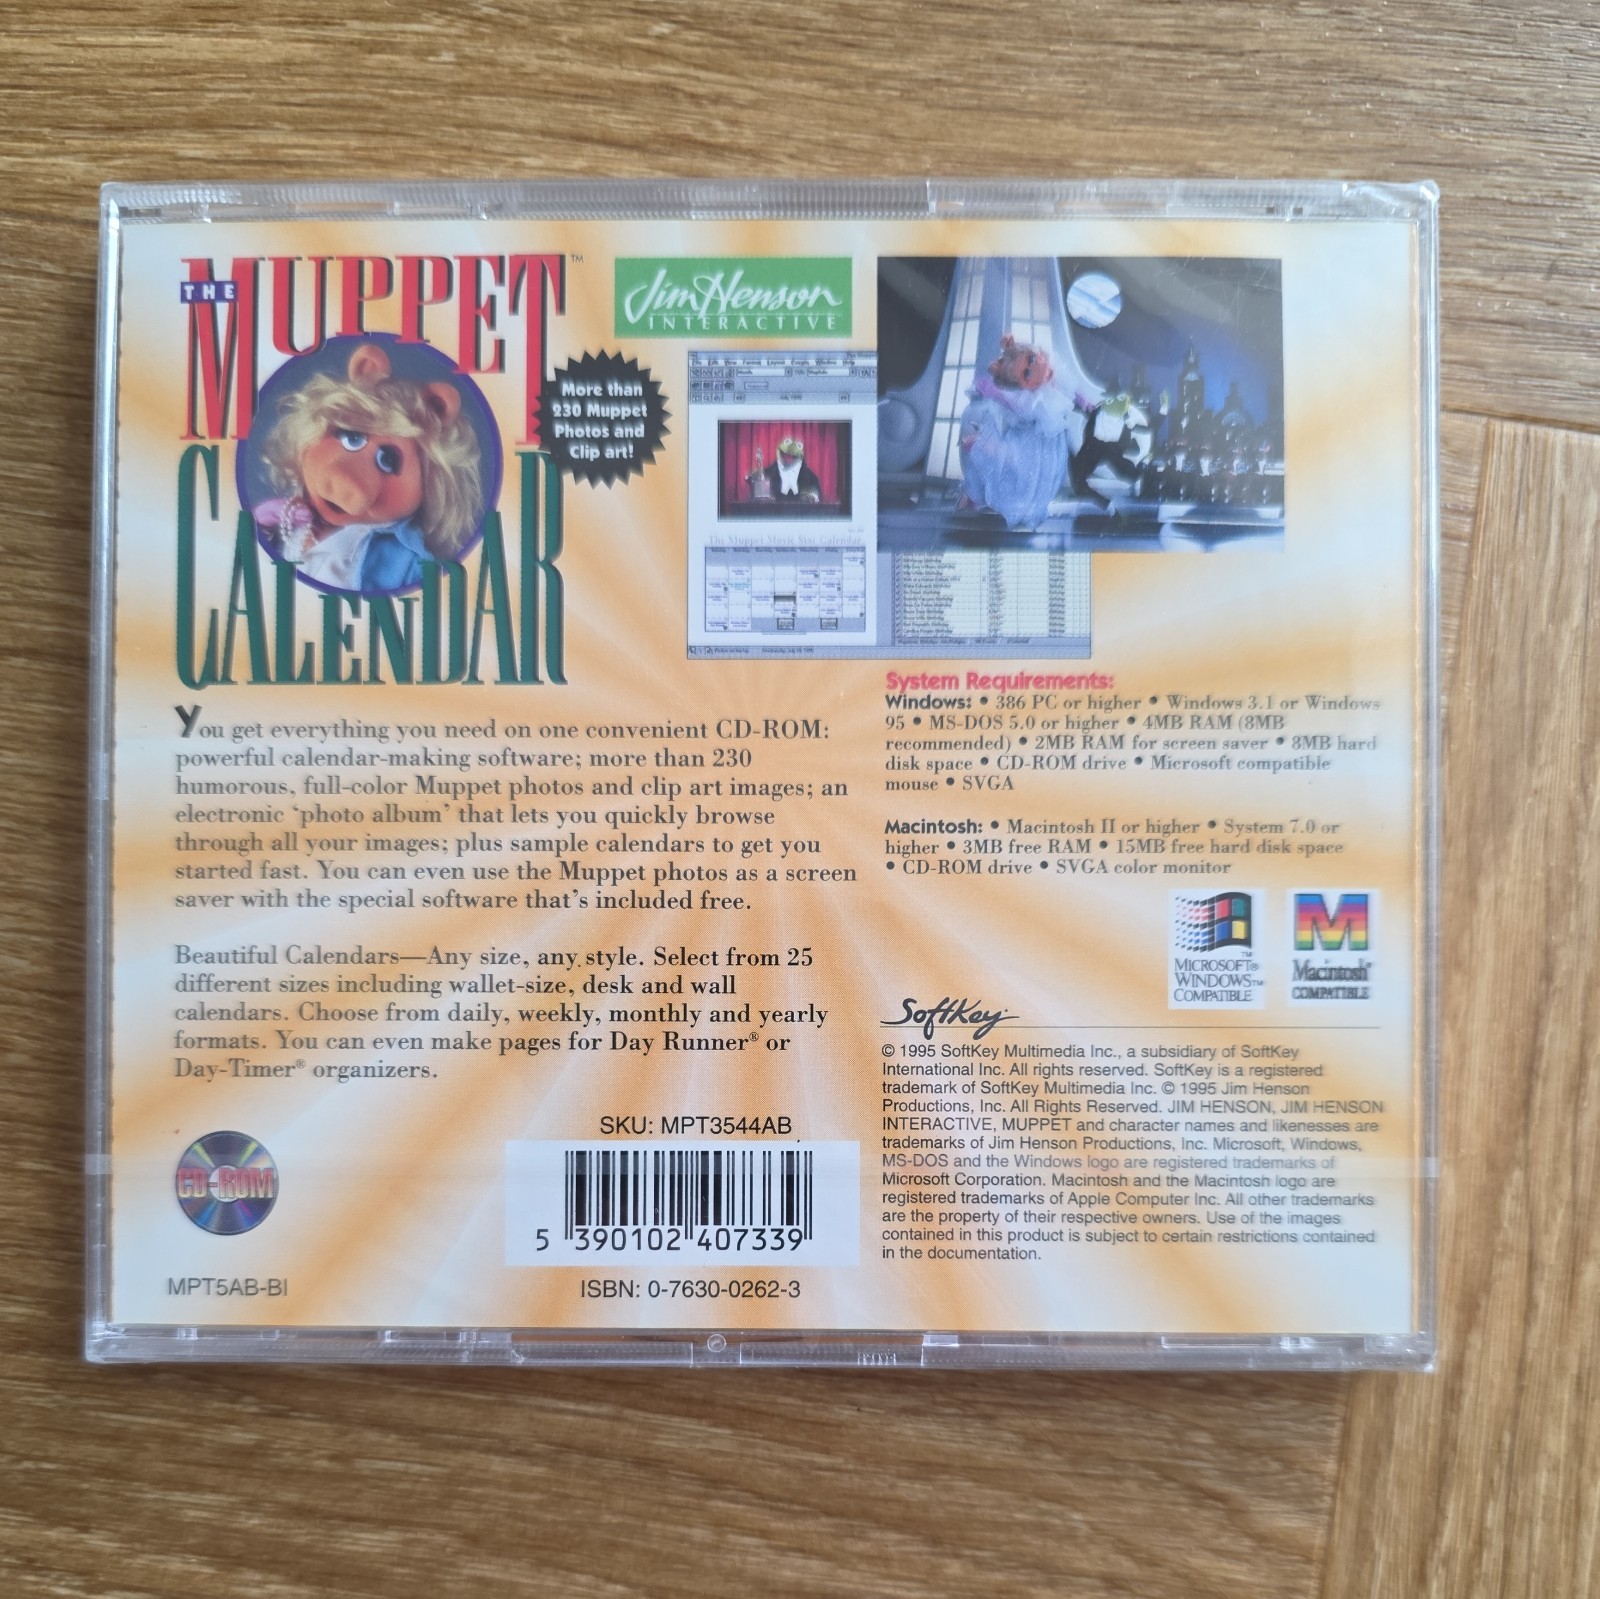 THE
MUPPET™
CALENDAR
Jim Henson
INTERACTIVE
More than
230 Muppet
Photos and
Clip art!
The Muppet Music Star Calendar
You get everything you need on one convenient CD-ROM:
powerful calendar-making software; more than 230
humorous, full-color Muppet photos and clip art images; an
electronic ‘photo album’ that lets you quickly browse
through all your images; plus sample calendars to get you
started fast. You can even use the Muppet photos as a screen
saver with the special software that’s included free.
Beautiful Calendars—Any size, any style. Select from 25
different sizes including wallet-size, desk and wall
calendars. Choose from daily, weekly, monthly and yearly
formats. You can even make pages for Day Runner® or
Day-Timer® organizers.
CD-ROM
MPT5AB-BI
SKU: MPT3544AB
5 390102 407339
ISBN: 0-7630-0262-3
System Requirements:
Windows: • 386 PC or higher • Windows 3.1 or Windows
95 • MS-DOS 5.0 or higher • 4MB RAM (8MB
recommended) • 2MB RAM for screen saver • 8MB hard
disk space • CD-ROM drive • Microsoft compatible
mouse • SVGA
Macintosh: • Macintosh II or higher • System 7.0 or
higher • 3MB free RAM • 15MB free hard disk space
• CD-ROM drive • SVGA color monitor
MICROSOFT®
WINDOWS™
COMPATIBLE
Macintosh
COMPATIBLE
SoftKey
© 1995 SoftKey Multimedia Inc., a subsidiary of SoftKey
International Inc. All rights reserved. SoftKey is a registered
trademark of SoftKey Multimedia Inc. © 1995 Jim Henson
Productions, Inc. All Rights Reserved. JIM HENSON, JIM HENSON
INTERACTIVE, MUPPET and character names and likenesses are
trademarks of Jim Henson Productions, Inc. Microsoft, Windows,
MS-DOS and the Windows logo are registered trademarks of
Microsoft Corporation. Macintosh and the Macintosh logo are
registered trademarks of Apple Computer Inc. All other trademarks
are the property of their respective owners. Use of the images
contained in this product is subject to certain restrictions contained
in the documentation.